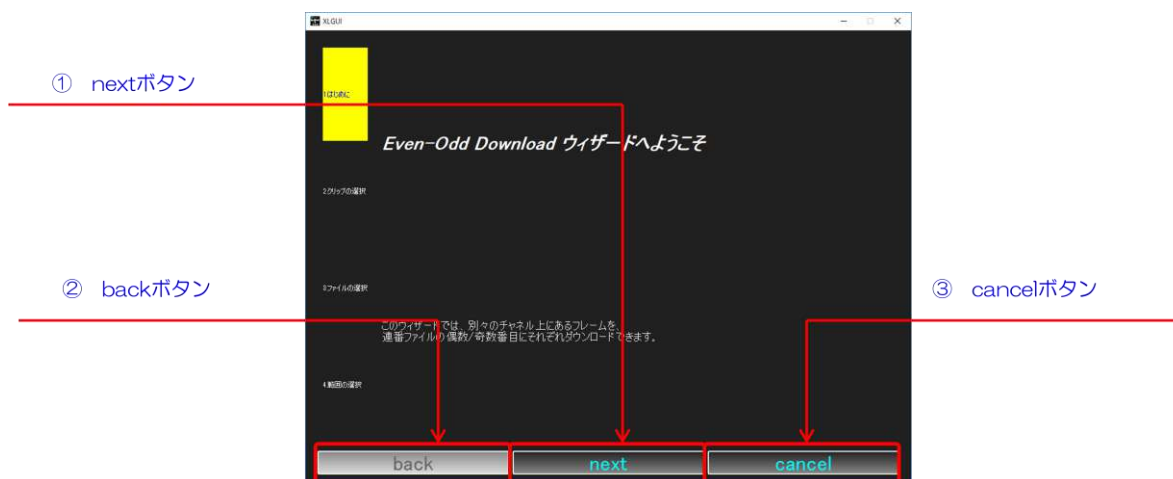 XLGUI
① nextボタン
1.はじめに
Even-Odd Download ウィザードへようこそ
2.クリップの選択
② backボタン
3.ファイルの選択
③ cancelボタン
このウィザードでは、別々のチャネル上にあるフレームを、
連番ファイルの偶数/奇数番目にそれぞれダウンロードできます。
4.範囲の選択
back
next
cancel